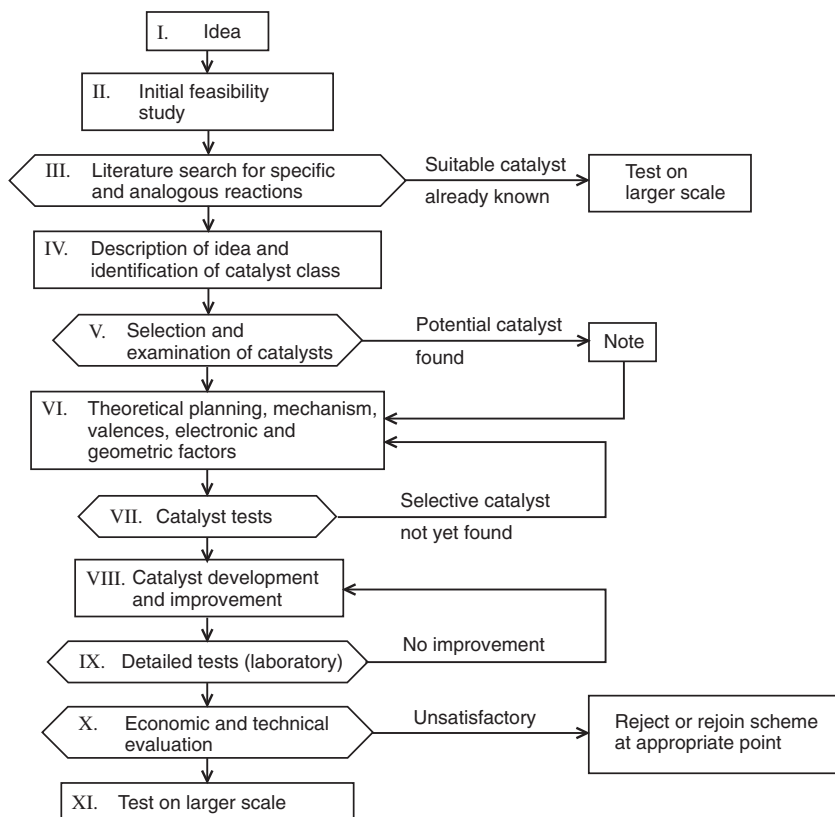 I. Idea
II. Initial feasibility
study
III. Literature search for specific
and analogous reactions
Suitable catalyst
already known
Test on
larger scale
IV. Description of idea and
identification of catalyst class
V. Selection and
examination of catalysts
Potential catalyst
found
Note
VI. Theoretical planning, mechanism,
valences, electronic and
geometric factors
VII. Catalyst tests
Selective catalyst
not yet found
VIII. Catalyst development
and improvement
IX. Detailed tests (laboratory)
No improvement
X. Economic and technical
evaluation
Unsatisfactory
Reject or rejoin scheme
at appropriate point
XI. Test on larger scale